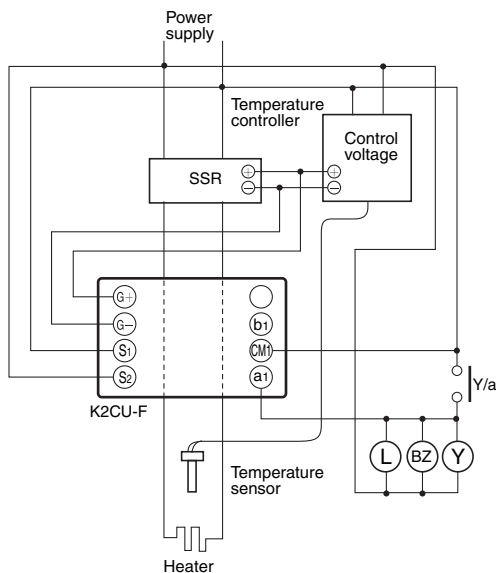 Power
supply
Temperature
controller
Control
voltage
SSR
+
−
+
−
G+
G−
S1
S2
b1
CM1
a1
K2CU-F
Y/a
L
BZ
Y
Temperature
sensor
Heater